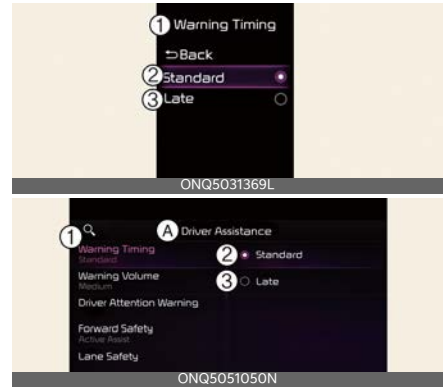 ① Warning Timing
⮌Back
② Standard
③ Late
ONQ5031369L
Ⓐ Driver Assistance
① Warning Timing
Standard
② Standard
Warning Volume
Medium
③ Late
Driver Attention Warning
Forward Safety
Active Assist
Lane Safety
ONQ5051050N